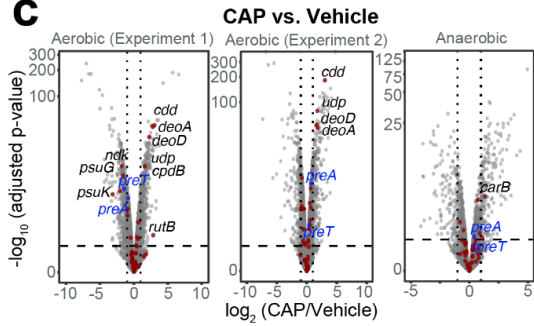 C
CAP vs. Vehicle
Aerobic (Experiment 1) Aerobic (Experiment 2) Anaerobic
-log10 (adjusted p-value)
300
200
100
0
cdd
deoA
deoD
ndk
udp
psuG
cpdB
preT
psuK
preA
rutB
-10 -5 0 5 10
300
200
100
0
cdd
udp
deoD
deoA
preA
preT
-10 -5 0 5 10
125
75
50
25
0
carB
preA
preT
-5 0 5
log2 (CAP/Vehicle)